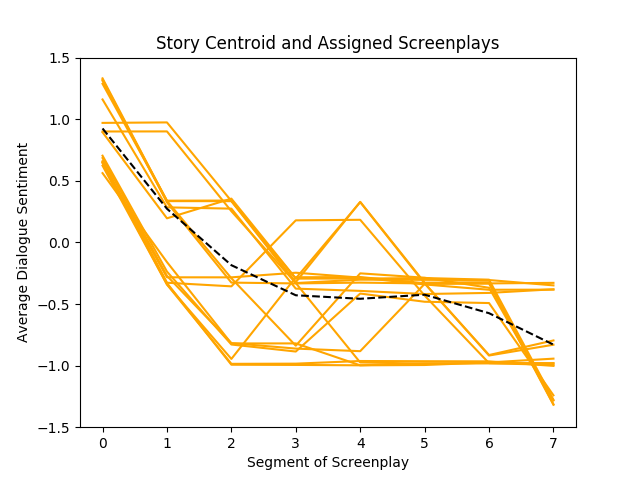 Story Centroid and Assigned Screenplays
1.5
1.0
0.5
0.0
−0.5
−1.0
−1.5
Average Dialogue Sentiment
0 1 2 3 4 5 6 7
Segment of Screenplay